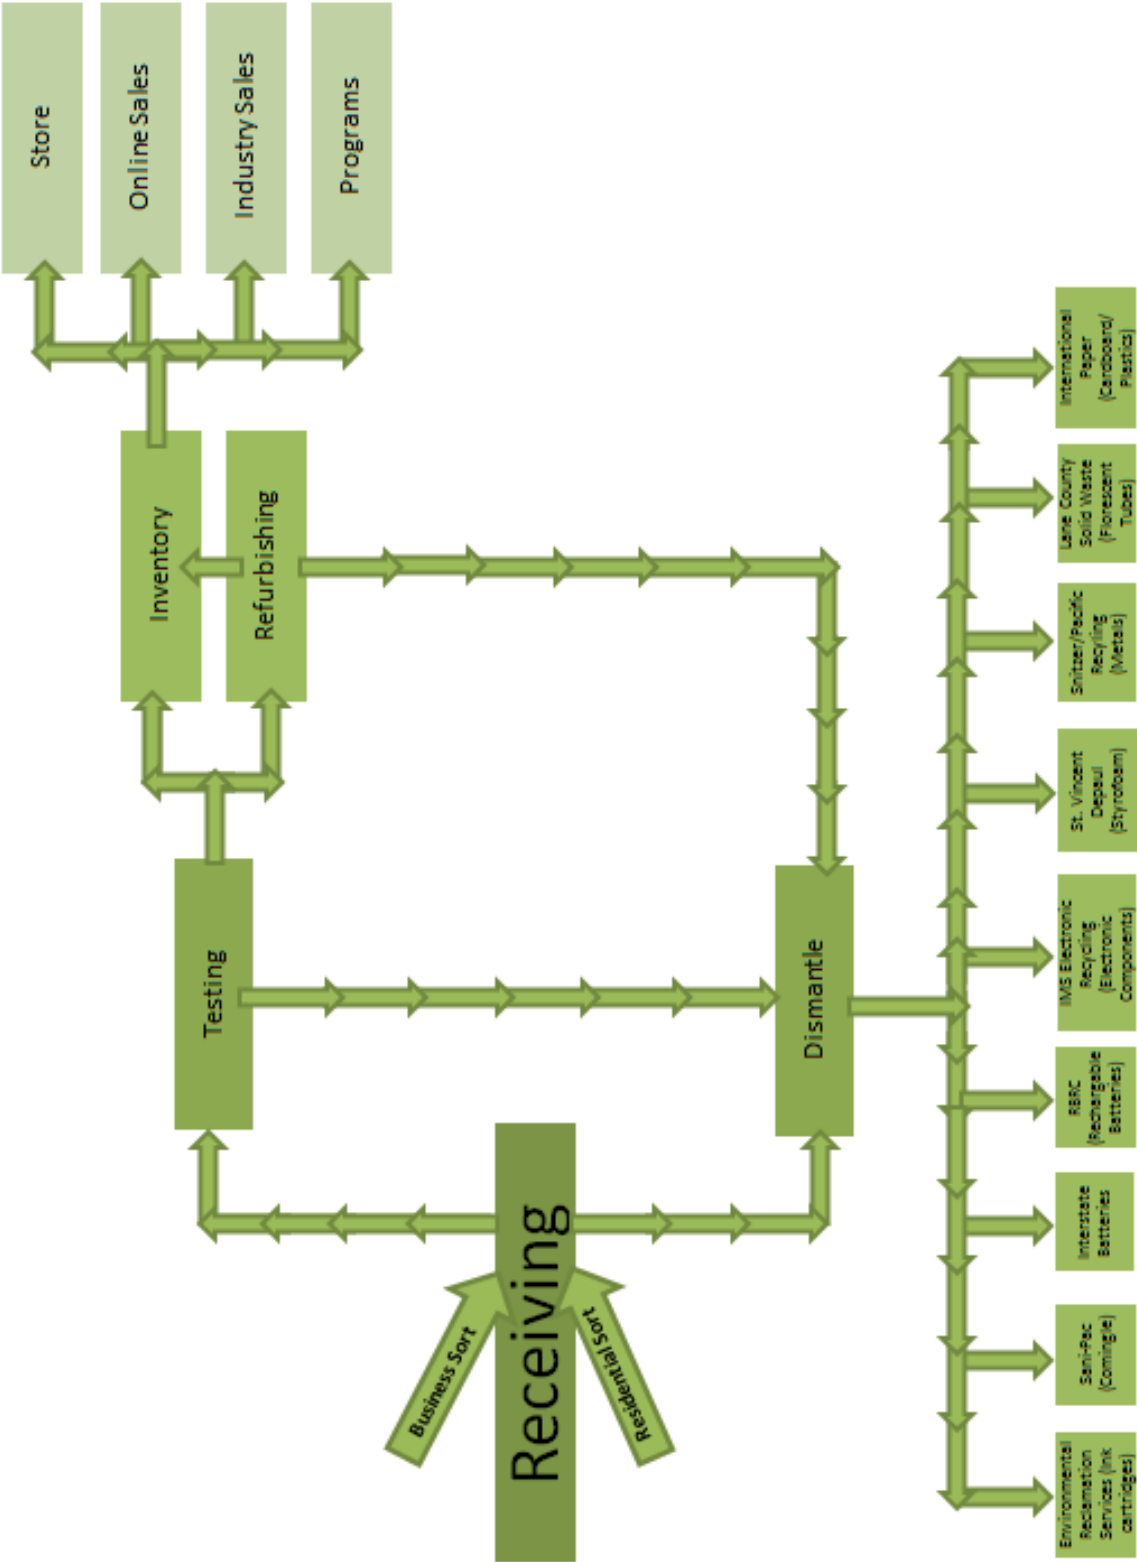 Business Sort
Residential Sort
Receiving
Testing
Dismantle
Inventory
Refurbishing
Store
Online Sales
Industry Sales
Programs
Environmental
Reclamation
Services (Ink
cartridges)
Sani-Pac
(Comingle)
Interstate
Batteries
RBRC
(Rechargable
Batteries)
IMS Electronic
Recycling
(Electronic
Components)
St. Vincent
Depaul
(Styrofoam)
Snitzer/Pacific
Recyling
(Metals)
Lane County
Solid Waste
(Florescent
Tubes)
International
Paper
(Cardboard/
Plastics)